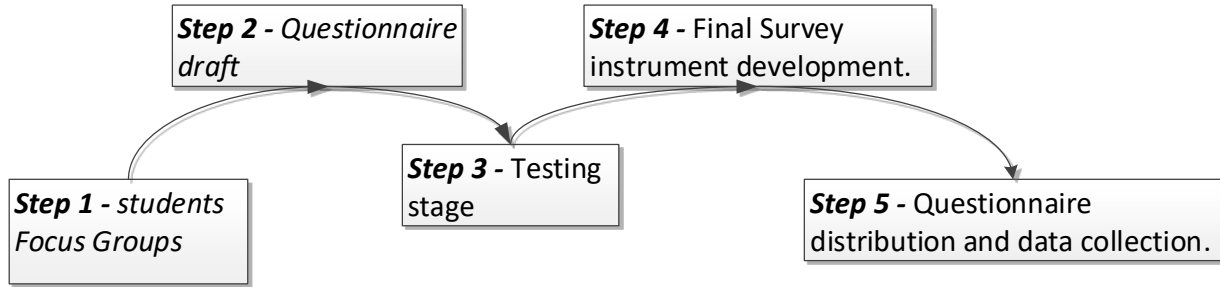 Step 1 - students
Focus Groups
Step 2 - Questionnaire
draft
Step 3 - Testing
stage
Step 4 - Final Survey
instrument development.
Step 5 - Questionnaire
distribution and data collection.